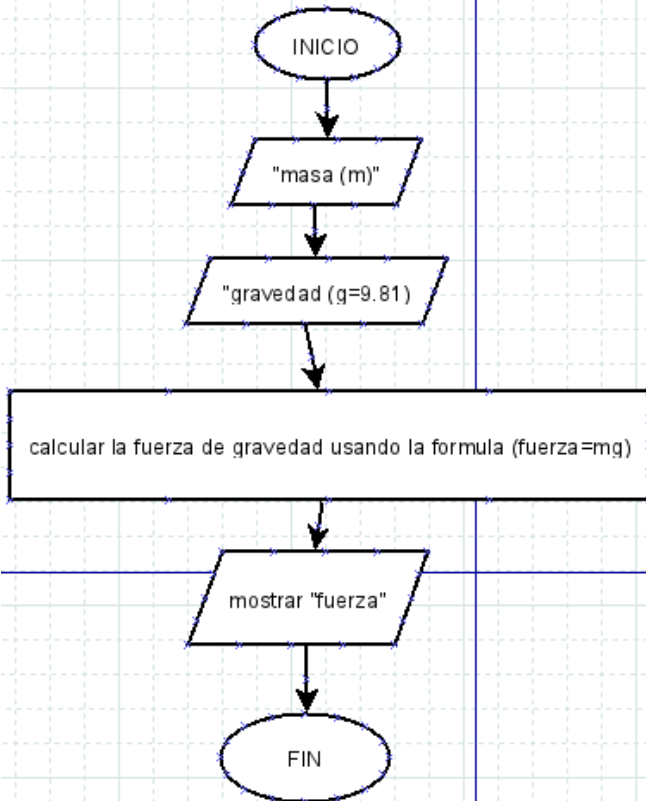 INICIO
"masa (m)"
"gravedad (g=9.81)
calcular la fuerza de gravedad usando la formula (fuerza=mg)
mostrar "fuerza"
FIN